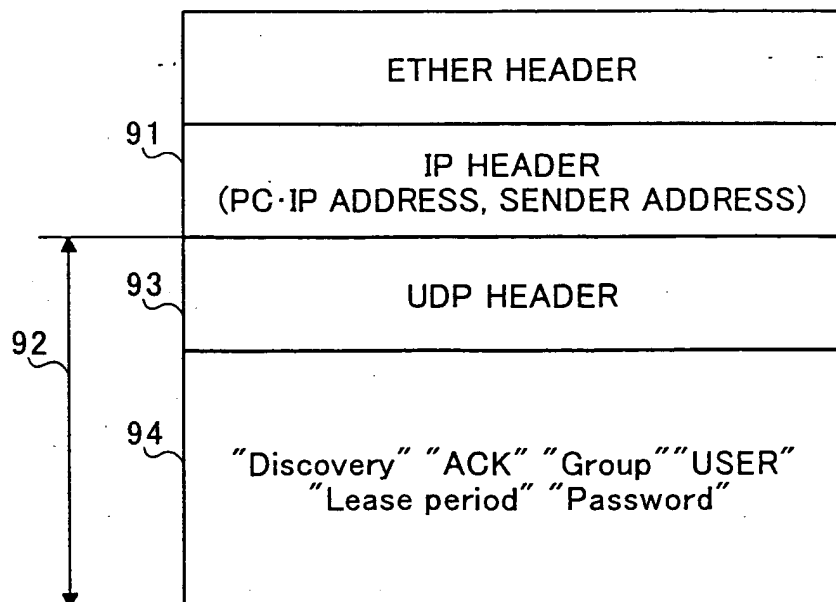 ETHER HEADER
91
IP HEADER
(PC·IP ADDRESS, SENDER ADDRESS)
93
UDP HEADER
92
94
"Discovery" "ACK" "Group""USER"
"Lease period" "Password"